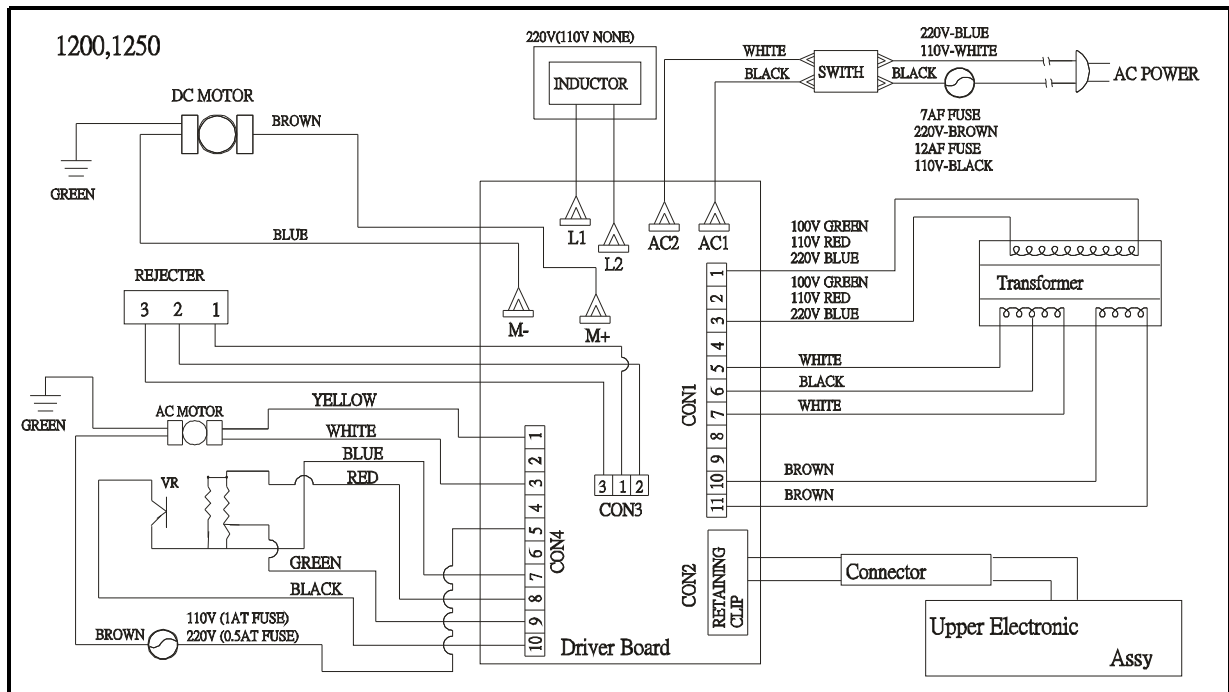 1200,1250
220V(110V NONE)
INDUCTOR
WHITE
BLACK
SWITH
BLACK
220V-BLUE
110V-WHITE
AC POWER
7AF FUSE
220V-BROWN
12AF FUSE
110V-BLACK
DC MOTOR
BROWN
GREEN
BLUE
L1
L2
AC2
AC1
M-
M+
REJECTER
3 2 1
100V GREEN
110V RED
220V BLUE
100V GREEN
110V RED
220V BLUE
Transformer
WHITE
BLACK
WHITE
BROWN
BROWN
CON1
1
2
3
4
5
6
7
8
9
10
11
GREEN
AC MOTOR
YELLOW
WHITE
BLUE
RED
VR
GREEN
BLACK
BROWN
110V (1AT FUSE)
220V (0.5AT FUSE)
CON4
1
2
3
4
5
6
7
8
9
10
3 1 2
CON3
CON2
RETAINING
CLIP
Connector
Upper Electronic
Assy
Driver Board